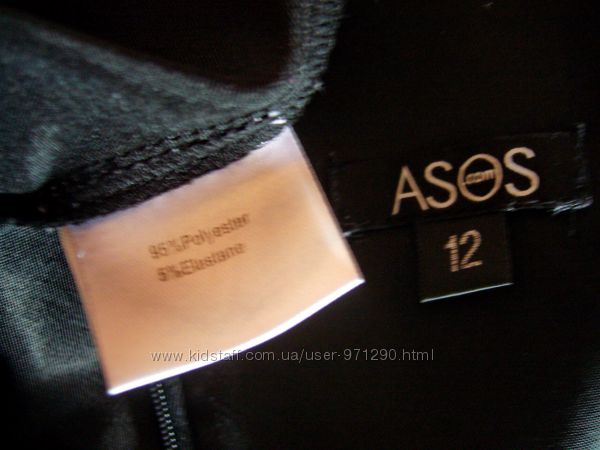 ASOS
.com
12
95%Polyester
5%Elastane
www.kidstaff.com.ua/user-971290.html